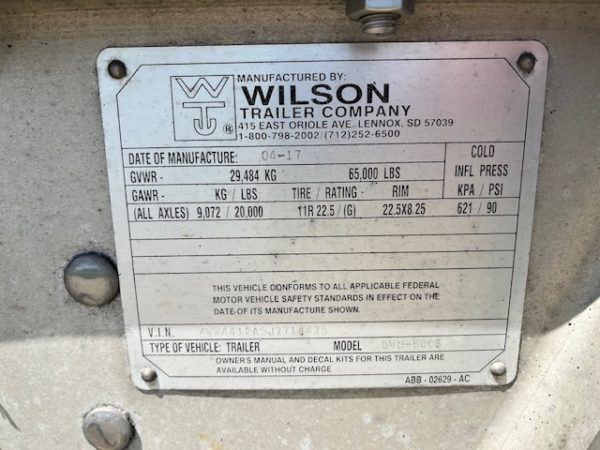 MANUFACTURED BY:
WILSON
TRAILER COMPANY
415 EAST ORIOLE AVE. LENNOX, SD 57039
1-800-798-2002 / (712)252-6500
WT ®
DATE OF MANUFACTURE: 04-17 COLD
GVWR - 29,484 KG 65,000 LBS INFL PRESS
GAWR - KG / LBS TIRE / RATING - RIM KPA / PSI
(ALL AXLES) 9,072 / 20,000 11R 22.5 / (G) 22.5X8.25 621 / 90
THIS VEHICLE CONFORMS TO ALL APPLICABLE FEDERAL
MOTOR VEHICLE SAFETY STANDARDS IN EFFECT ON THE
DATE OF ITS MANUFACTURE SHOWN.
V.I.N.
TYPE OF VEHICLE: TRAILER MODEL
OWNER'S MANUAL AND DECAL KITS FOR THIS TRAILER ARE
AVAILABLE WITHOUT CHARGE
ABB - 02629 - AC